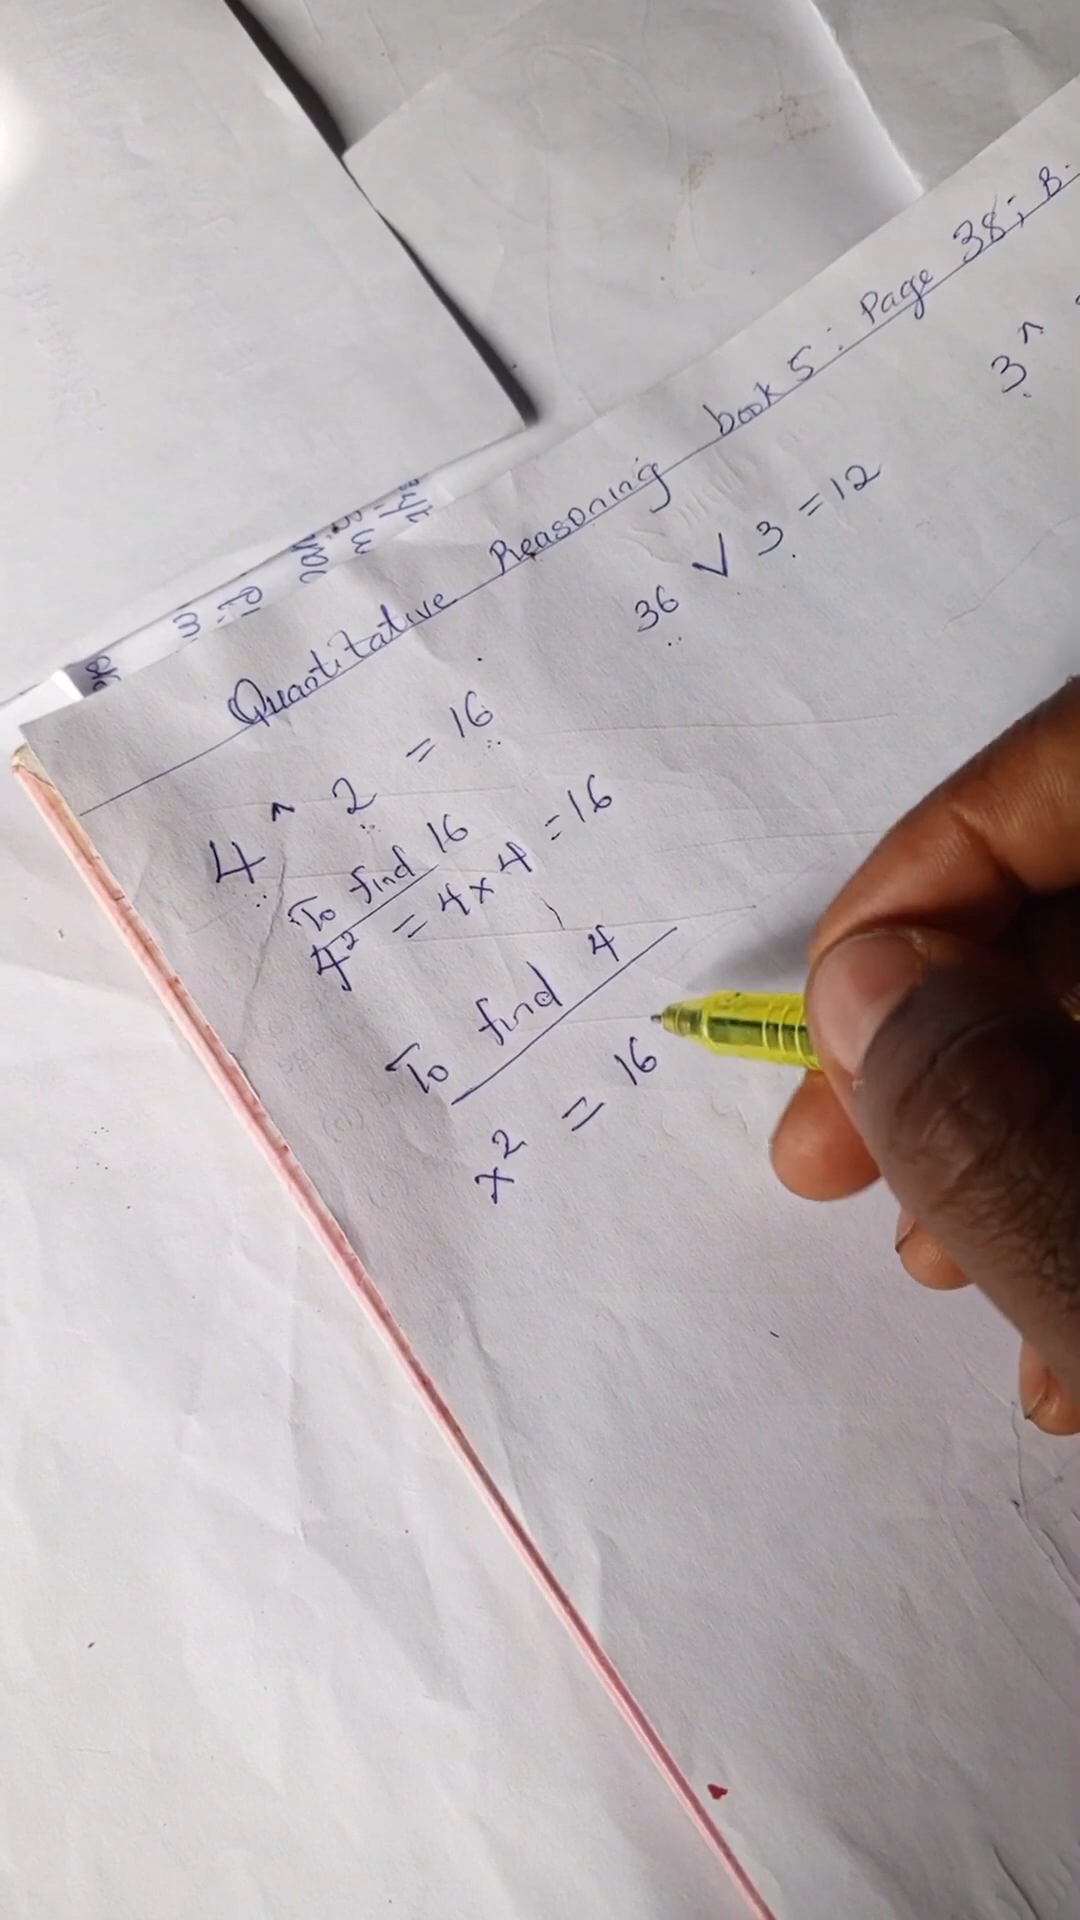 Quantitative Reasoning book 5: Page 38; B.
4 ^ 2 = 16
36 V 3 = 12
3 ^
To find 16
4² = 4 x 4 = 16
To find 4
x² = 16